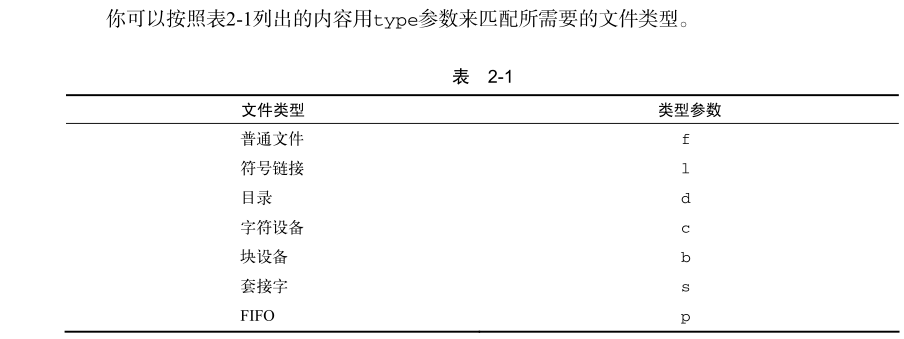 你可以按照表2-1列出的内容用type参数来匹配所需要的文件类型。
表 2-1
文件类型 类型参数
普通文件 f
符号链接 l
目录 d
字符设备 c
块设备 b
套接字 s
FIFO p